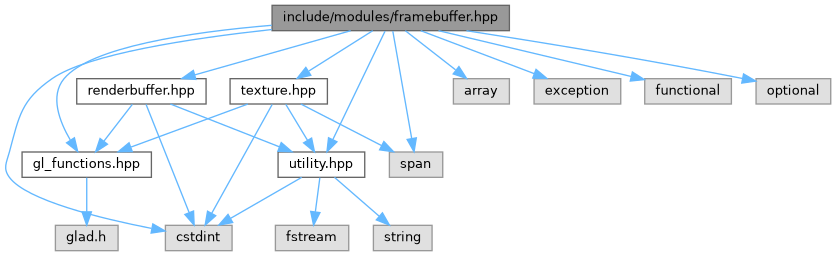 include/modules/framebuffer.hpp
renderbuffer.hpp
texture.hpp
array
exception
functional
optional
gl_functions.hpp
utility.hpp
span
glad.h
cstdint
fstream
string